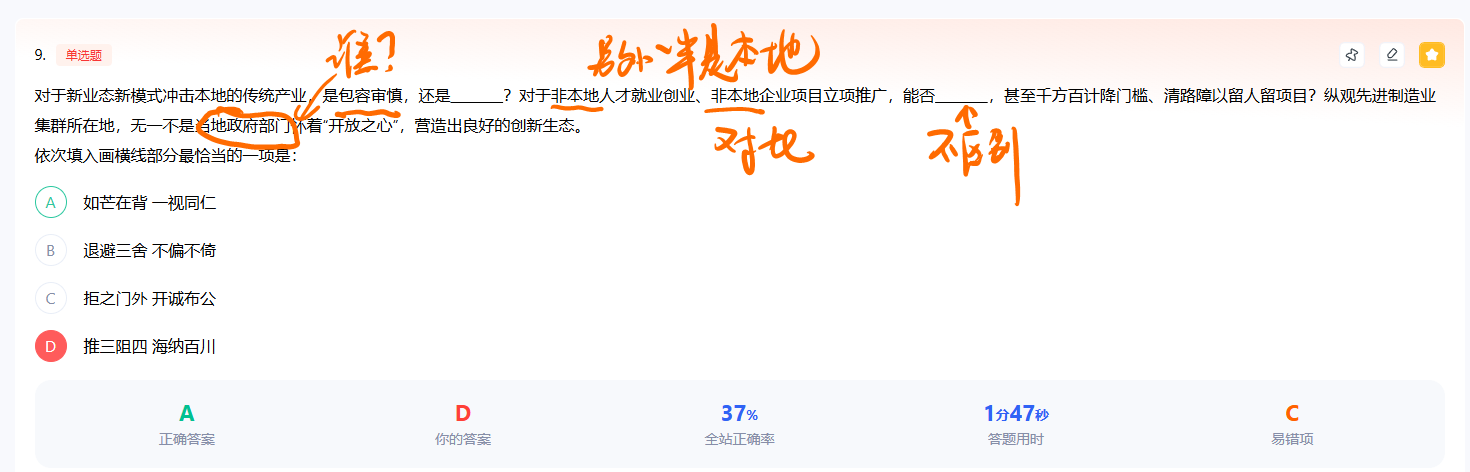 谁？
另外一半是本地
9. 单选题
对于新业态新模式冲击本地的传统产业，是包容审慎，还是______？对于非本地人才就业创业、非本地企业项目立项推广，能否______，甚至千方百计降门槛、清路障以留人留项目？纵观先进制造业
集群所在地，无一不是当地政府部门怀着“开放之心”，营造出良好的创新生态。
对比
依次填入画横线部分最恰当的一项是：
A 如芒在背 一视同仁
B 退避三舍 不偏不倚
C 拒之门外 开诚布公
D 推三阻四 海纳百川
A D 37% 1分47秒 C
正确答案 你的答案 全站正确率 答题用时 易错项